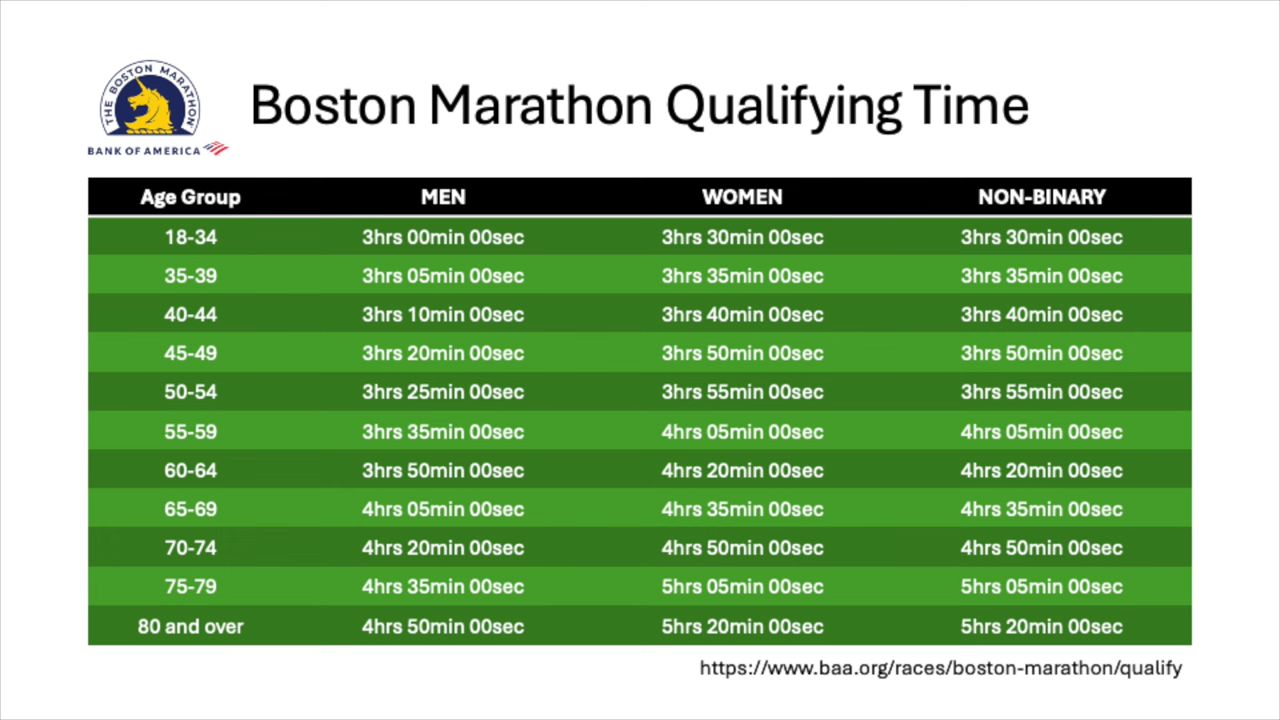 THE BOSTON MARATHON
BANK OF AMERICA
Boston Marathon Qualifying Time
Age Group MEN WOMEN NON-BINARY
18-34 3hrs 00min 00sec 3hrs 30min 00sec 3hrs 30min 00sec
35-39 3hrs 05min 00sec 3hrs 35min 00sec 3hrs 35min 00sec
40-44 3hrs 10min 00sec 3hrs 40min 00sec 3hrs 40min 00sec
45-49 3hrs 20min 00sec 3hrs 50min 00sec 3hrs 50min 00sec
50-54 3hrs 25min 00sec 3hrs 55min 00sec 3hrs 55min 00sec
55-59 3hrs 35min 00sec 4hrs 05min 00sec 4hrs 05min 00sec
60-64 3hrs 50min 00sec 4hrs 20min 00sec 4hrs 20min 00sec
65-69 4hrs 05min 00sec 4hrs 35min 00sec 4hrs 35min 00sec
70-74 4hrs 20min 00sec 4hrs 50min 00sec 4hrs 50min 00sec
75-79 4hrs 35min 00sec 5hrs 05min 00sec 5hrs 05min 00sec
80 and over 4hrs 50min 00sec 5hrs 20min 00sec 5hrs 20min 00sec
https://www.baa.org/races/boston-marathon/qualify